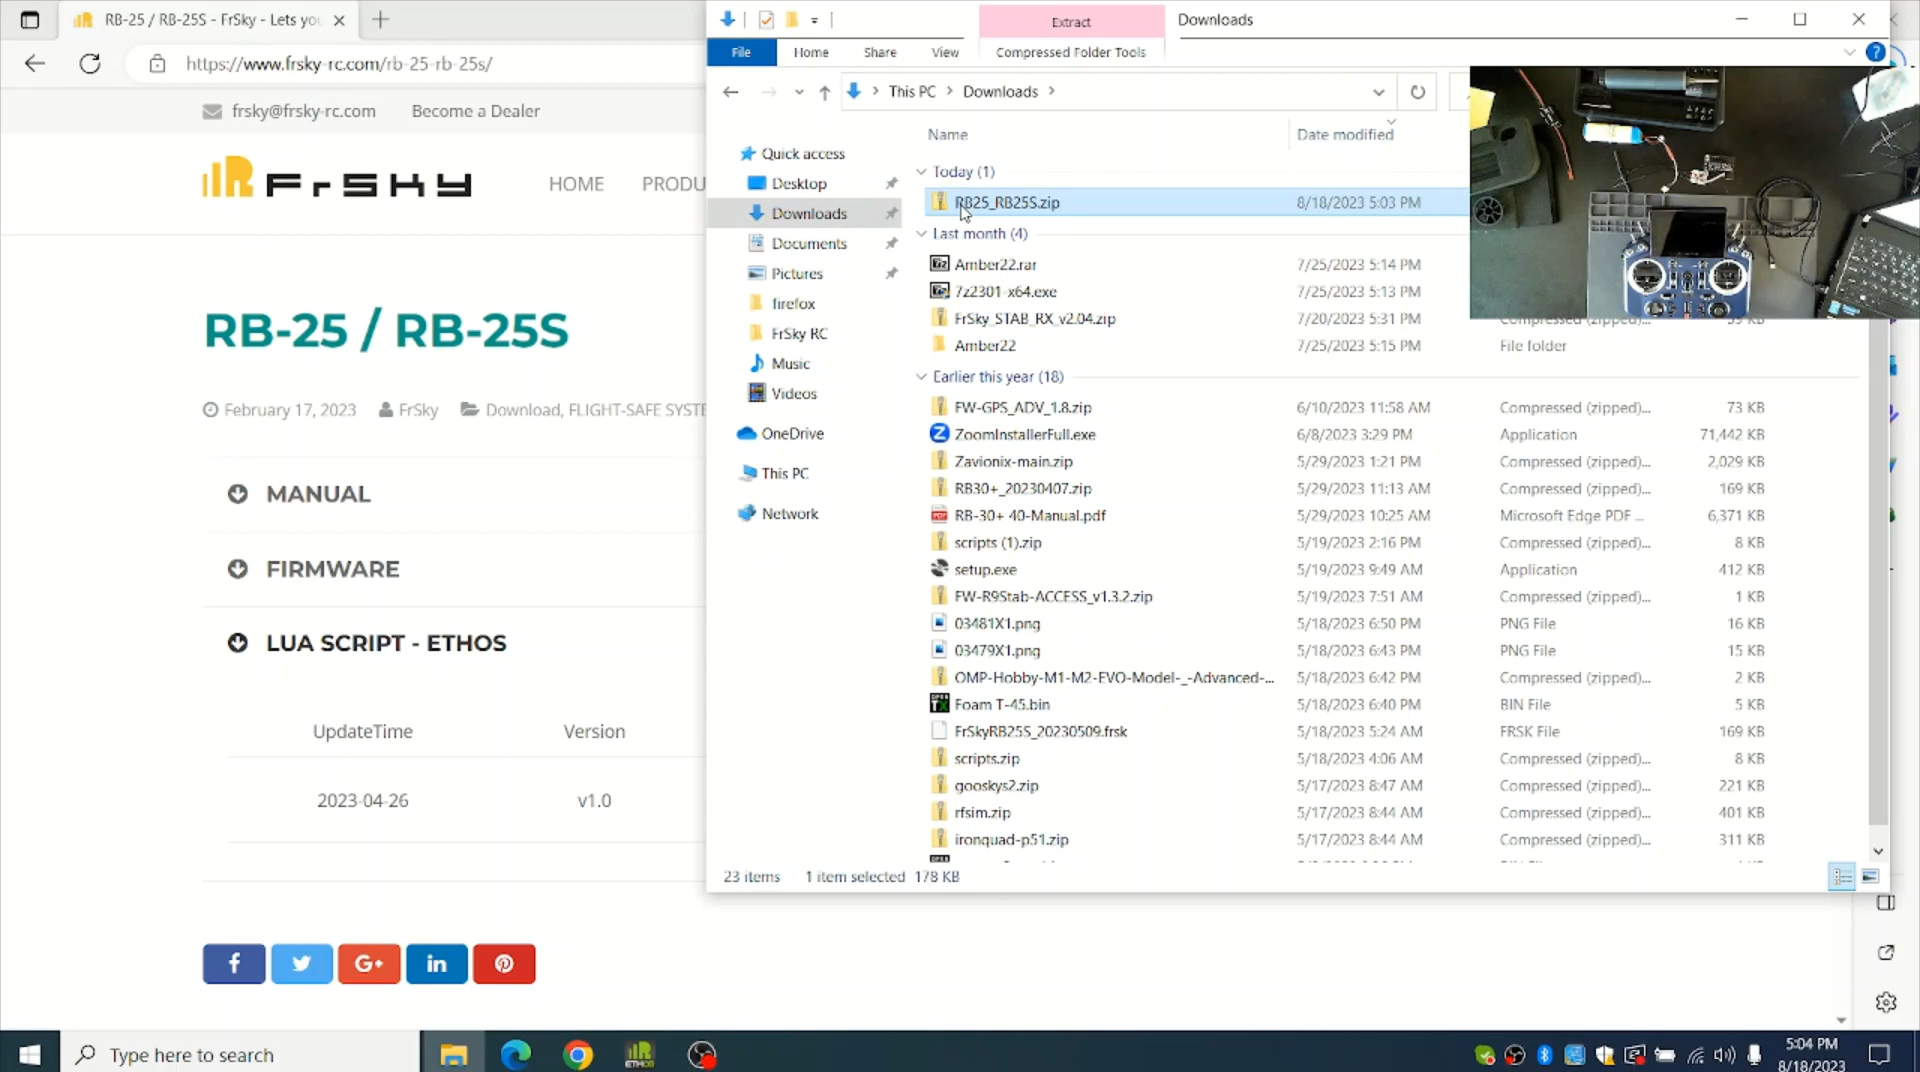 RB-25 / RB-25S - FrSky - Lets yo
https://www.frsky-rc.com/rb-25-rb-25s/
frsky@frsky-rc.com Become a Dealer
FrSky HOME PRODU
RB-25 / RB-25S
February 17, 2023 FrSky Download, FLIGHT-SAFE SYSTE
MANUAL
FIRMWARE
LUA SCRIPT - ETHOS
UpdateTime Version
2023-04-26 v1.0
Extract Downloads
File Home Share View Compressed Folder Tools
This PC Downloads
Quick access
Desktop
Downloads
Documents
Pictures
firefox
FrSky RC
Music
Videos
OneDrive
This PC
Network
Name Date modified
Today (1)
RB25_RB25S.zip 8/18/2023 5:03 PM
Last month (4)
Amber22.rar 7/25/2023 5:14 PM
7z2301-x64.exe 7/25/2023 5:13 PM
FrSky_STAB_RX_v2.04.zip 7/20/2023 5:31 PM Compressed (zipped)...
Amber22 7/25/2023 5:15 PM File folder
Earlier this year (18)
FW-GPS_ADV_1.8.zip 6/10/2023 11:58 AM Compressed (zipped)... 73 KB
ZoomInstallerFull.exe 6/8/2023 3:29 PM Application 71,442 KB
Zavionix-main.zip 5/29/2023 1:21 PM Compressed (zipped)... 2,029 KB
RB30+_20230407.zip 5/29/2023 11:13 AM Compressed (zipped)... 169 KB
RB-30+ 40-Manual.pdf 5/29/2023 10:25 AM Microsoft Edge PDF ... 6,371 KB
scripts (1).zip 5/19/2023 2:16 PM Compressed (zipped)... 8 KB
setup.exe 5/19/2023 9:49 AM Application 412 KB
FW-R9Stab-ACCESS_v1.3.2.zip 5/19/2023 7:51 AM Compressed (zipped)... 1 KB
03481X1.png 5/18/2023 6:50 PM PNG File 16 KB
03479X1.png 5/18/2023 6:43 PM PNG File 15 KB
OMP-Hobby-M1-M2-EVO-Model-_-Advanced-... 5/18/2023 6:42 PM Compressed (zipped)... 2 KB
Foam T-45.bin 5/18/2023 6:40 PM BIN File 5 KB
FrSkyRB25S_20230509.frsk 5/18/2023 5:24 AM FRSK File 169 KB
scripts.zip 5/18/2023 4:06 AM Compressed (zipped)... 8 KB
gooskys2.zip 5/17/2023 8:47 AM Compressed (zipped)... 221 KB
rfsim.zip 5/17/2023 8:44 AM Compressed (zipped)... 401 KB
ironquad-p51.zip 5/17/2023 8:44 AM Compressed (zipped)... 311 KB
23 items 1 item selected 178 KB
f G+ in
Type here to search
ETHOS
5:04 PM
8/18/2023